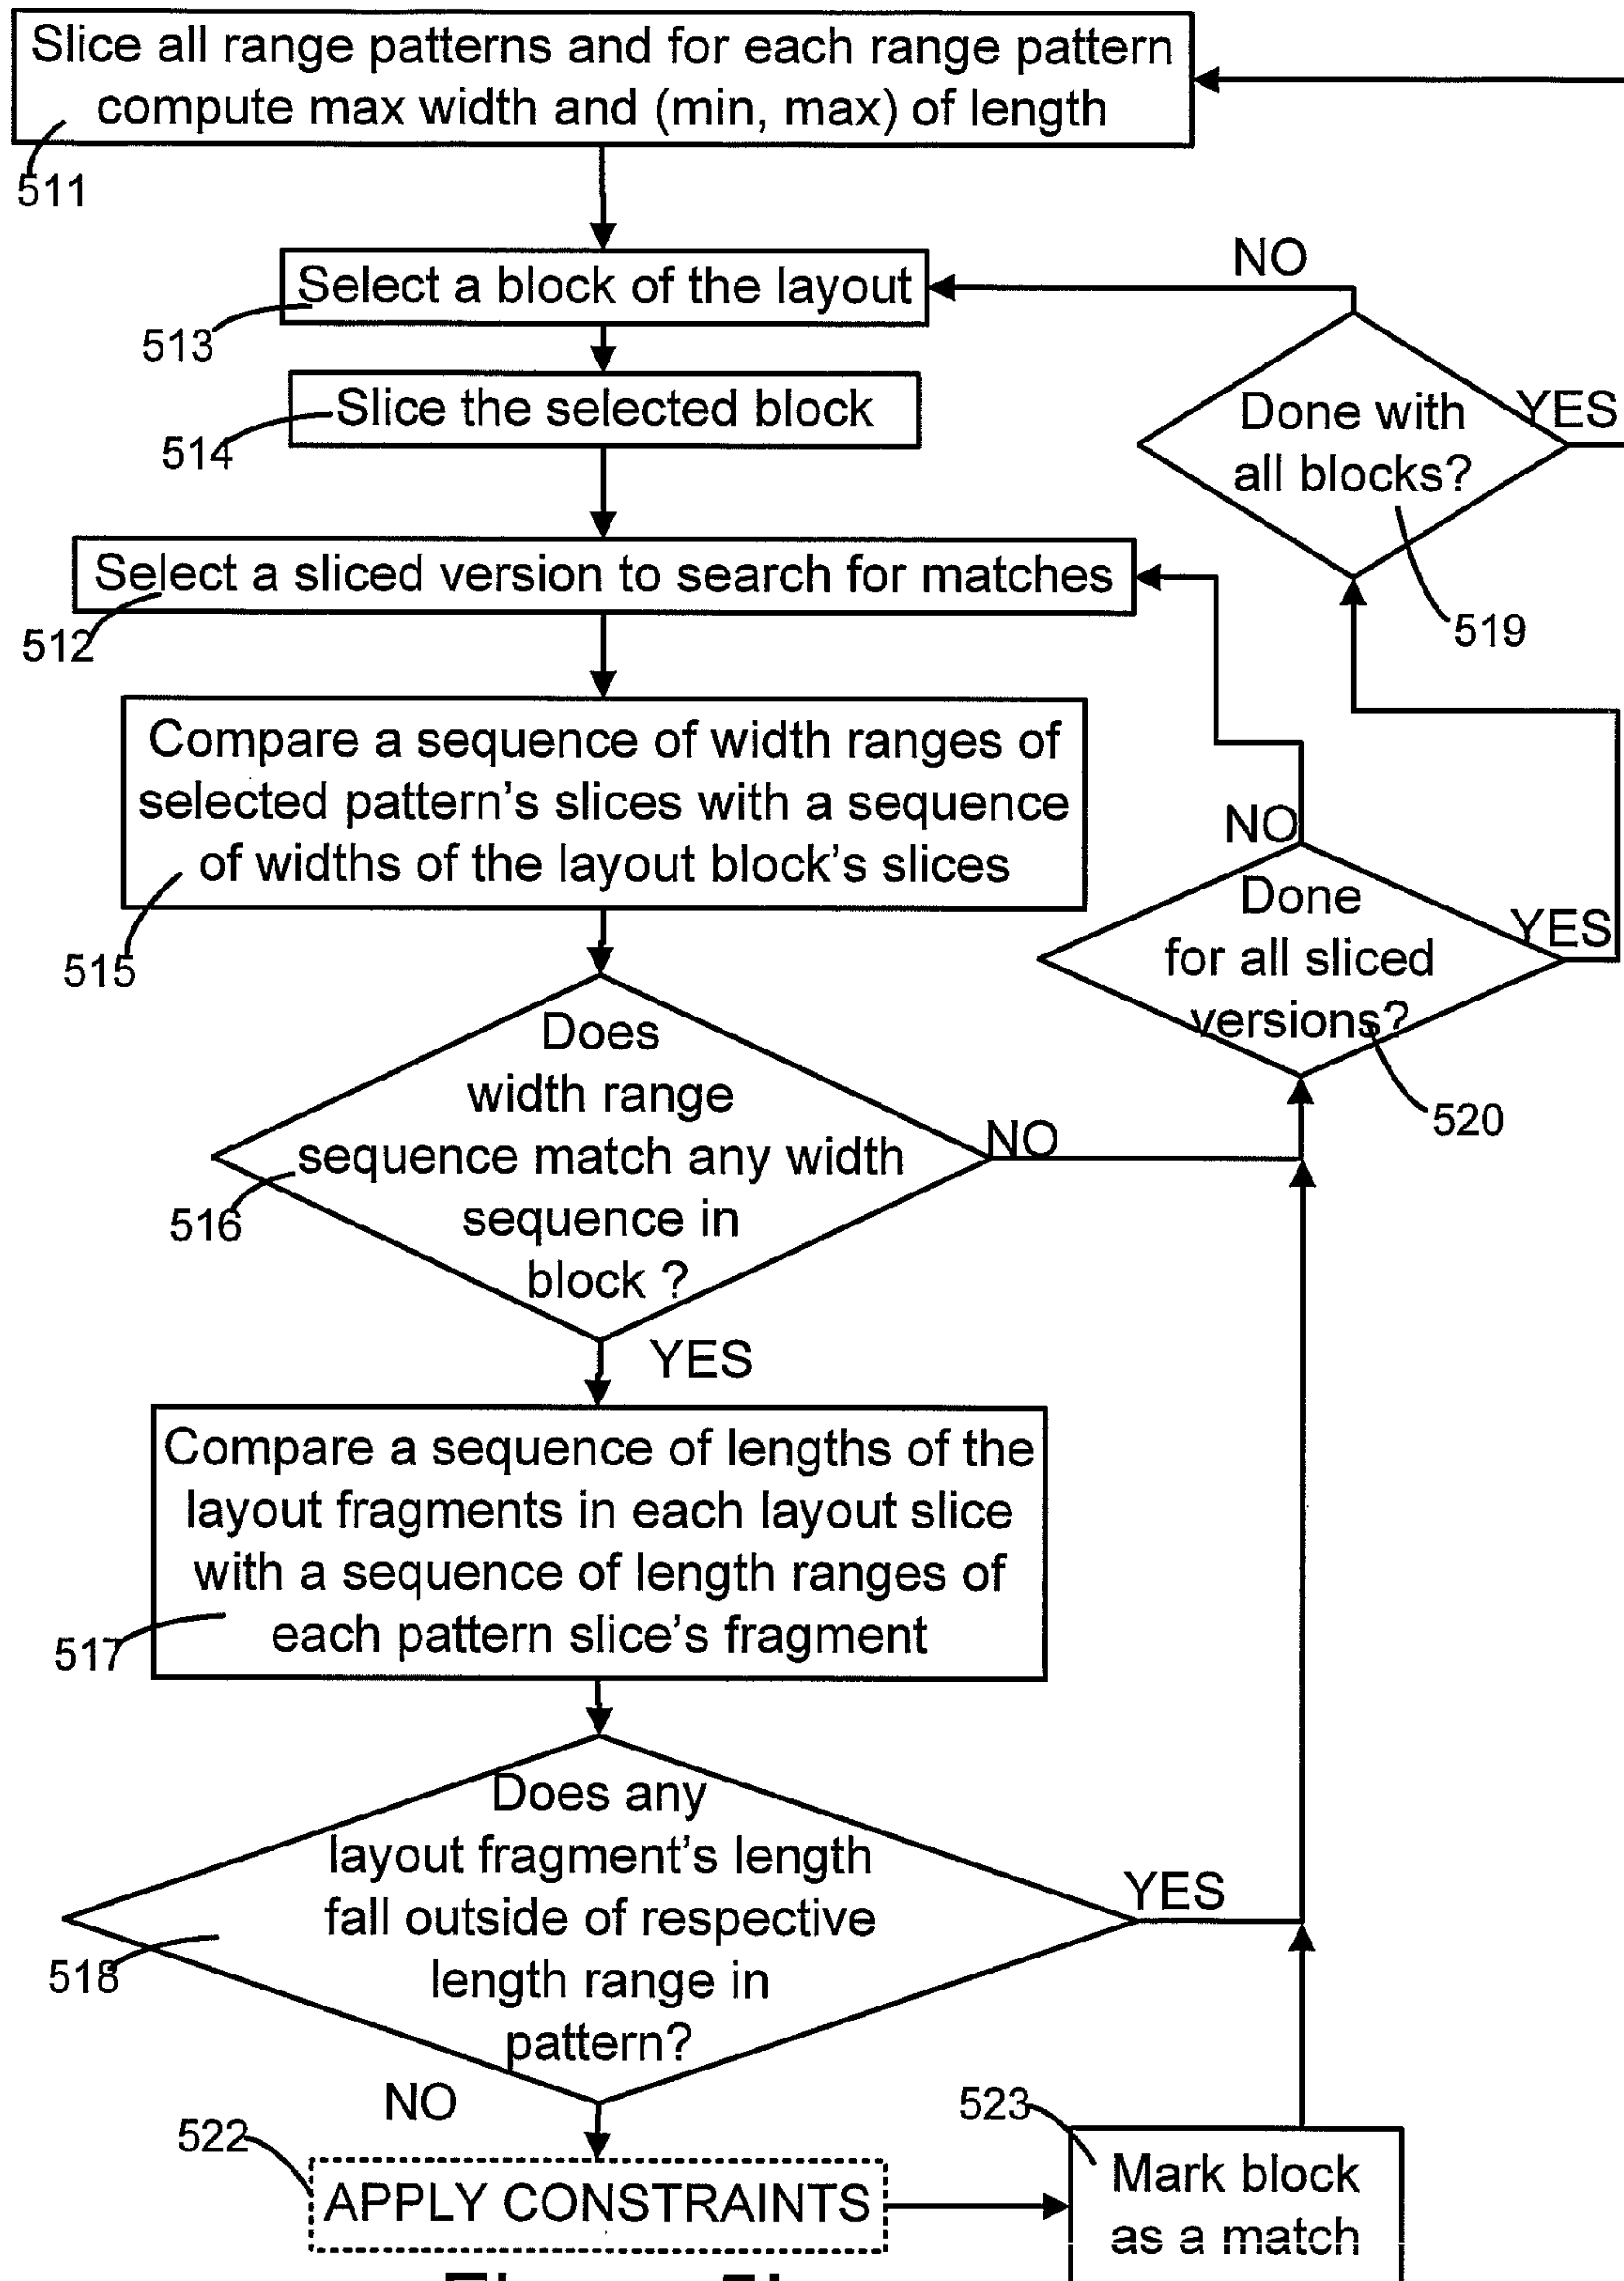 Slice all range patterns and for each range pattern
compute max width and (min, max) of length
511
NO
Select a block of the layout
513
Done with
all blocks?
YES
Slice the selected block
514
519
Select a sliced version to search for matches
512
Compare a sequence of width ranges of
selected pattern's slices with a sequence
of widths of the layout block's slices
515
NO
Done
for all sliced
versions?
YES
520
Does
width range
sequence match any width
sequence in
block ?
516
NO
YES
Compare a sequence of lengths of the
layout fragments in each layout slice
with a sequence of length ranges of
each pattern slice's fragment
517
Does any
layout fragment's length
fall outside of respective
length range in
pattern?
518
YES
NO
522
APPLY CONSTRAINTS
523
Mark block
as a match